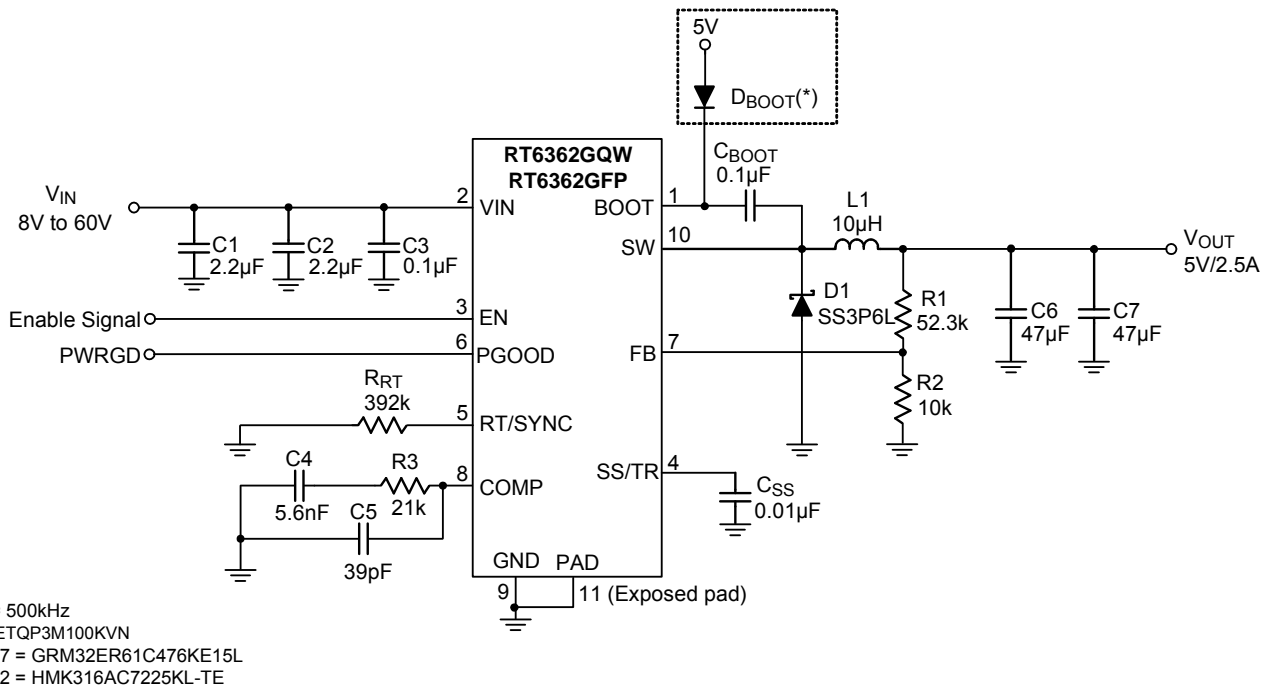 5V
DBOOT(*)
RT6362GQW
RT6362GFP
CBOOT
0.1µF
VIN
8V to 60V
2
VIN
BOOT
1
L1
10µH
SW
10
VOUT
5V/2.5A
C1
2.2µF
C2
2.2µF
C3
0.1µF
D1
SS3P6L
R1
52.3k
C6
47µF
C7
47µF
Enable Signal
3
EN
PWRGD
6
PGOOD
FB
7
R2
10k
RRT
392k
5
RT/SYNC
SS/TR
4
CSS
0.01µF
C4
5.6nF
R3
21k
8
COMP
C5
39pF
GND
PAD
9
11 (Exposed pad)
500kHz
ETQP3M100KVN
7 = GRM32ER61C476KE15L
2 = HMK316AC7225KL-TE